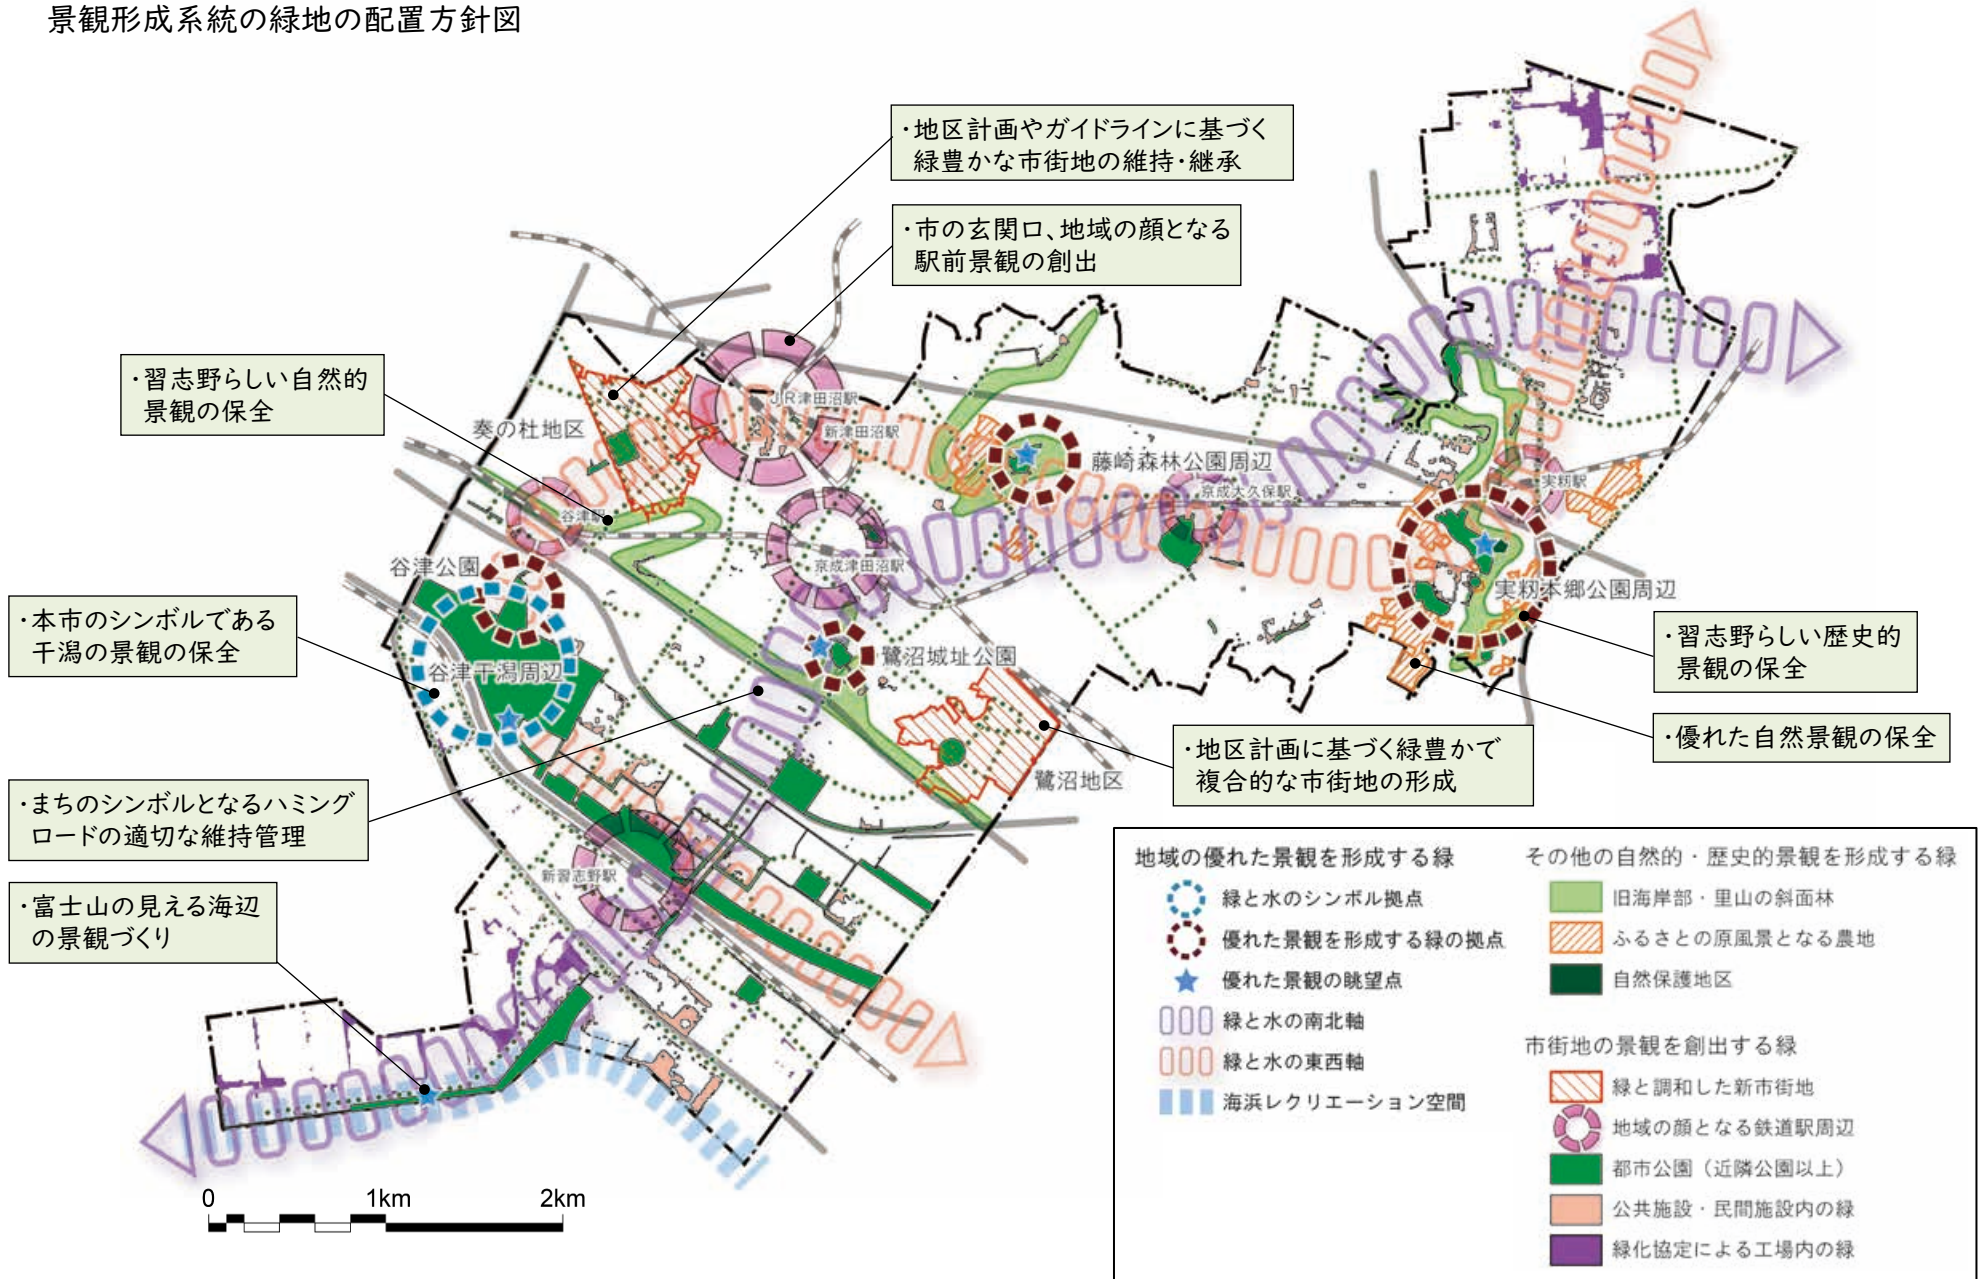 景観形成系統の緑地の配置方針図
・地区計画やガイドラインに基づく
緑豊かな市街地の維持・継承
・市の玄関口、地域の顔となる
駅前景観の創出
・習志野らしい自然的
景観の保全
奏の杜地区
JR津田沼駅
新津田沼駅
藤崎森林公園周辺
京成大久保駅
実籾駅
谷津駅
京成津田沼駅
谷津公園
実籾本郷公園周辺
・本市のシンボルである
干潟の景観の保全
谷津干潟周辺
鷺沼城址公園
・習志野らしい歴史的
景観の保全
・優れた自然景観の保全
・地区計画に基づく緑豊かで
複合的な市街地の形成
鷺沼地区
・まちのシンボルとなるハミング
ロードの適切な維持管理
新習志野駅
・富士山の見える海辺
の景観づくり
0 1km 2km
地域の優れた景観を形成する緑
緑と水のシンボル拠点
優れた景観を形成する緑の拠点
優れた景観の眺望点
緑と水の南北軸
緑と水の東西軸
海浜レクリエーション空間
その他の自然的・歴史的景観を形成する緑
旧海岸部・里山の斜面林
ふるさとの原風景となる農地
自然保護地区
市街地の景観を創出する緑
緑と調和した新市街地
地域の顔となる鉄道駅周辺
都市公園（近隣公園以上）
公共施設・民間施設内の緑
緑化協定による工場内の緑